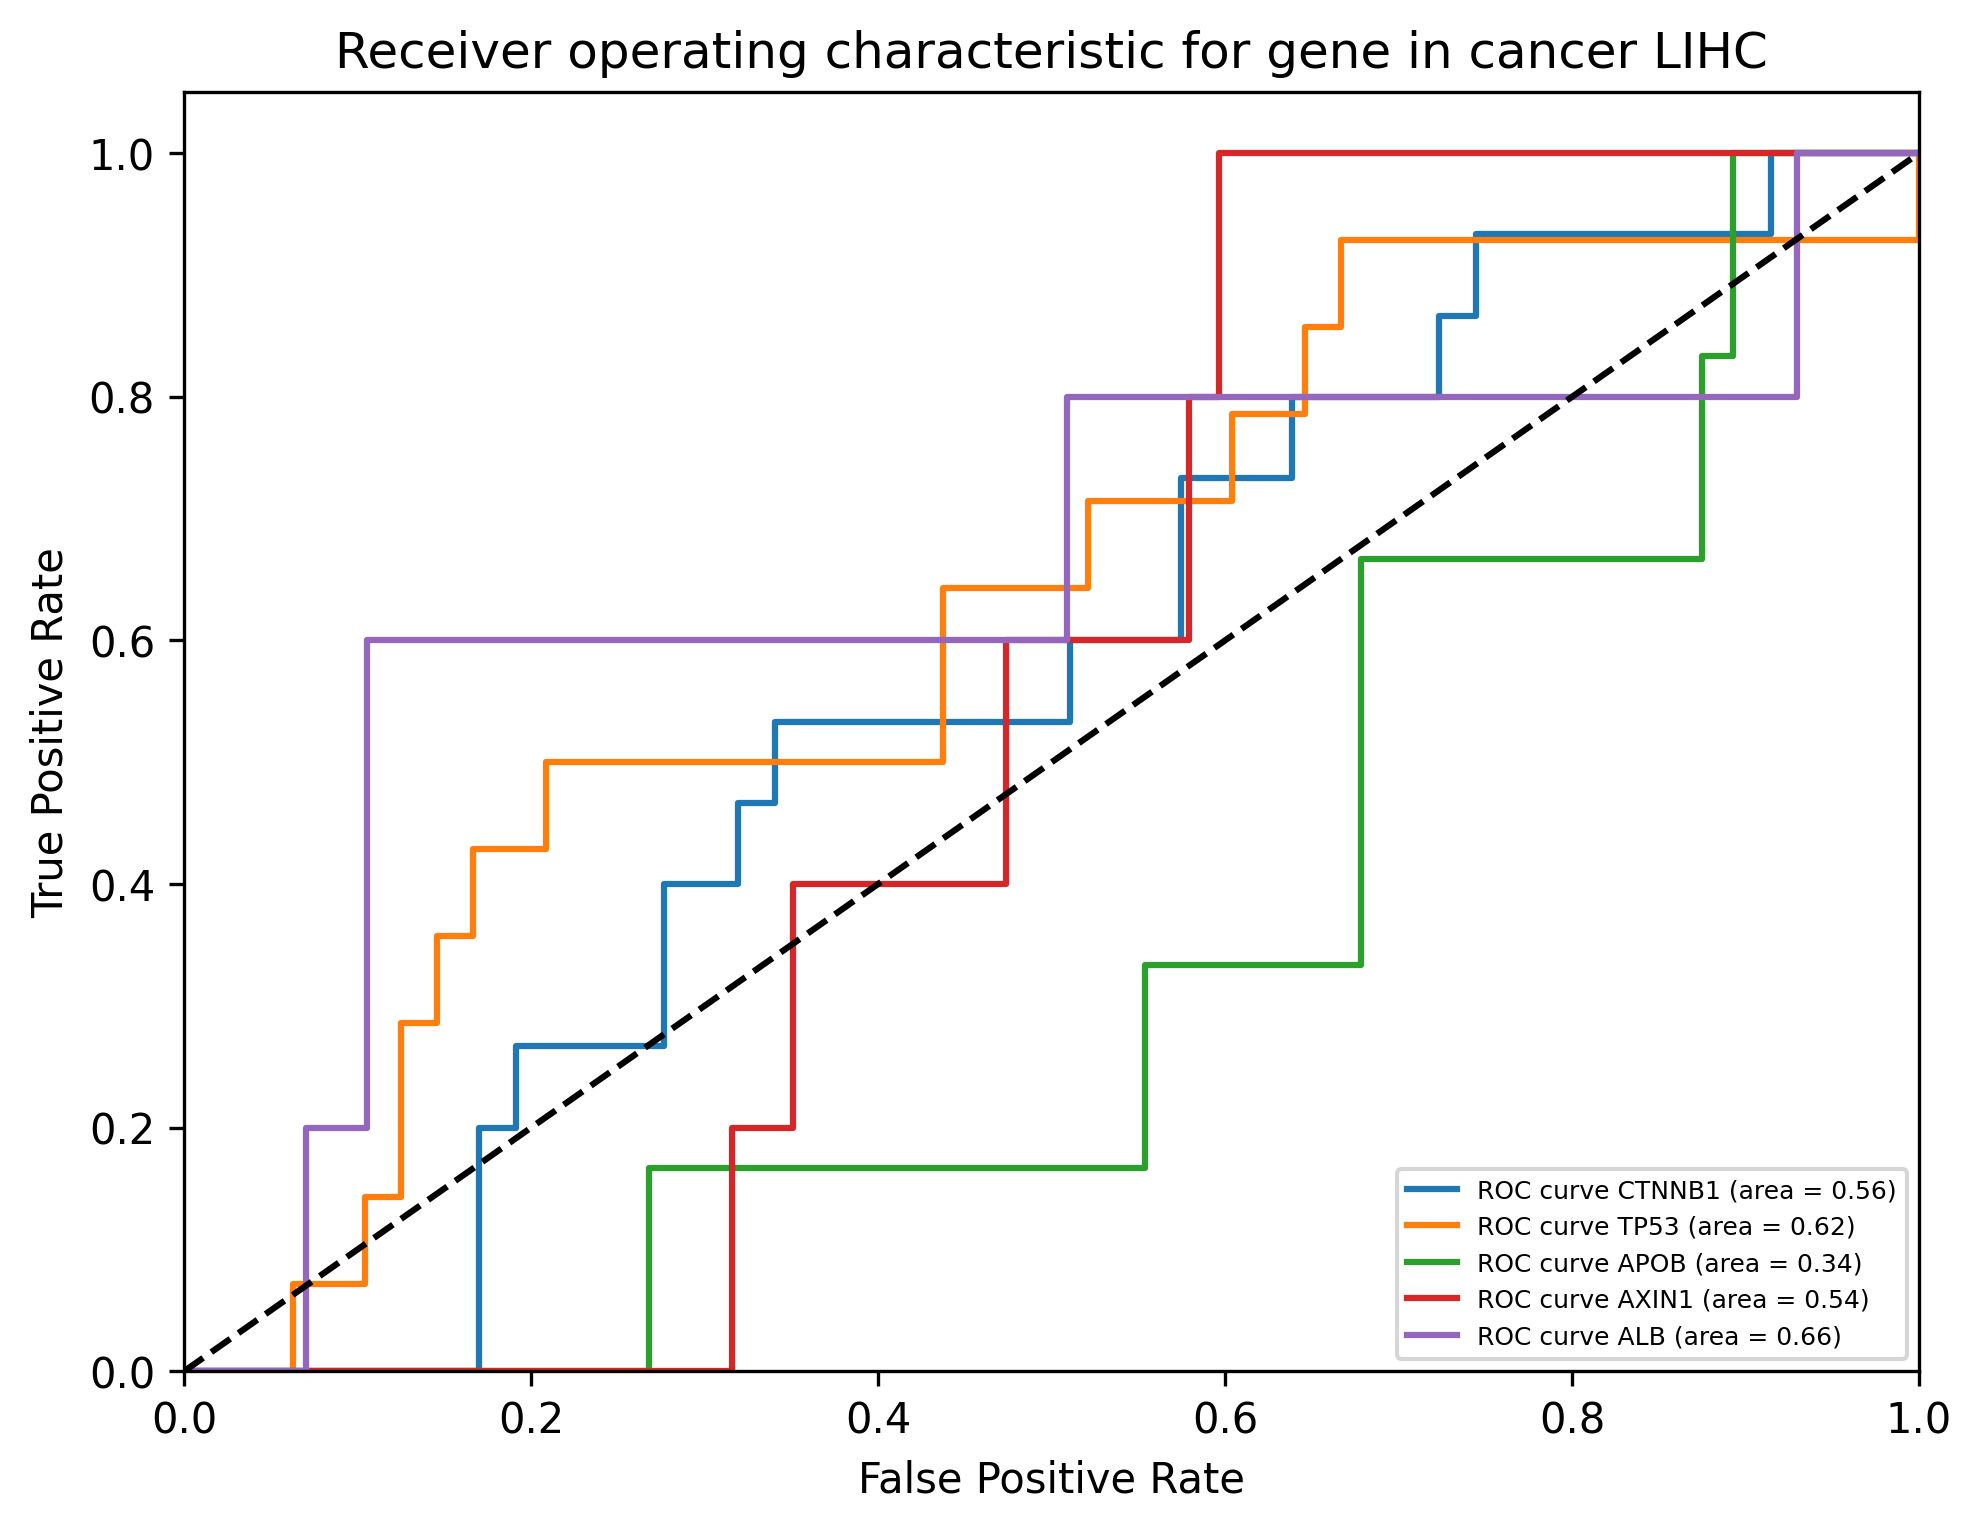 Receiver operating characteristic for gene in cancer LIHC
True Positive Rate
1.0
0.8
0.6
0.4
0.2
0.0
ROC curve CTNNB1 (area = 0.56)
ROC curve TP53 (area = 0.62)
ROC curve APOB (area = 0.34)
ROC curve AXIN1 (area = 0.54)
ROC curve ALB (area = 0.66)
0.0 0.2 0.4 0.6 0.8 1.0
False Positive Rate